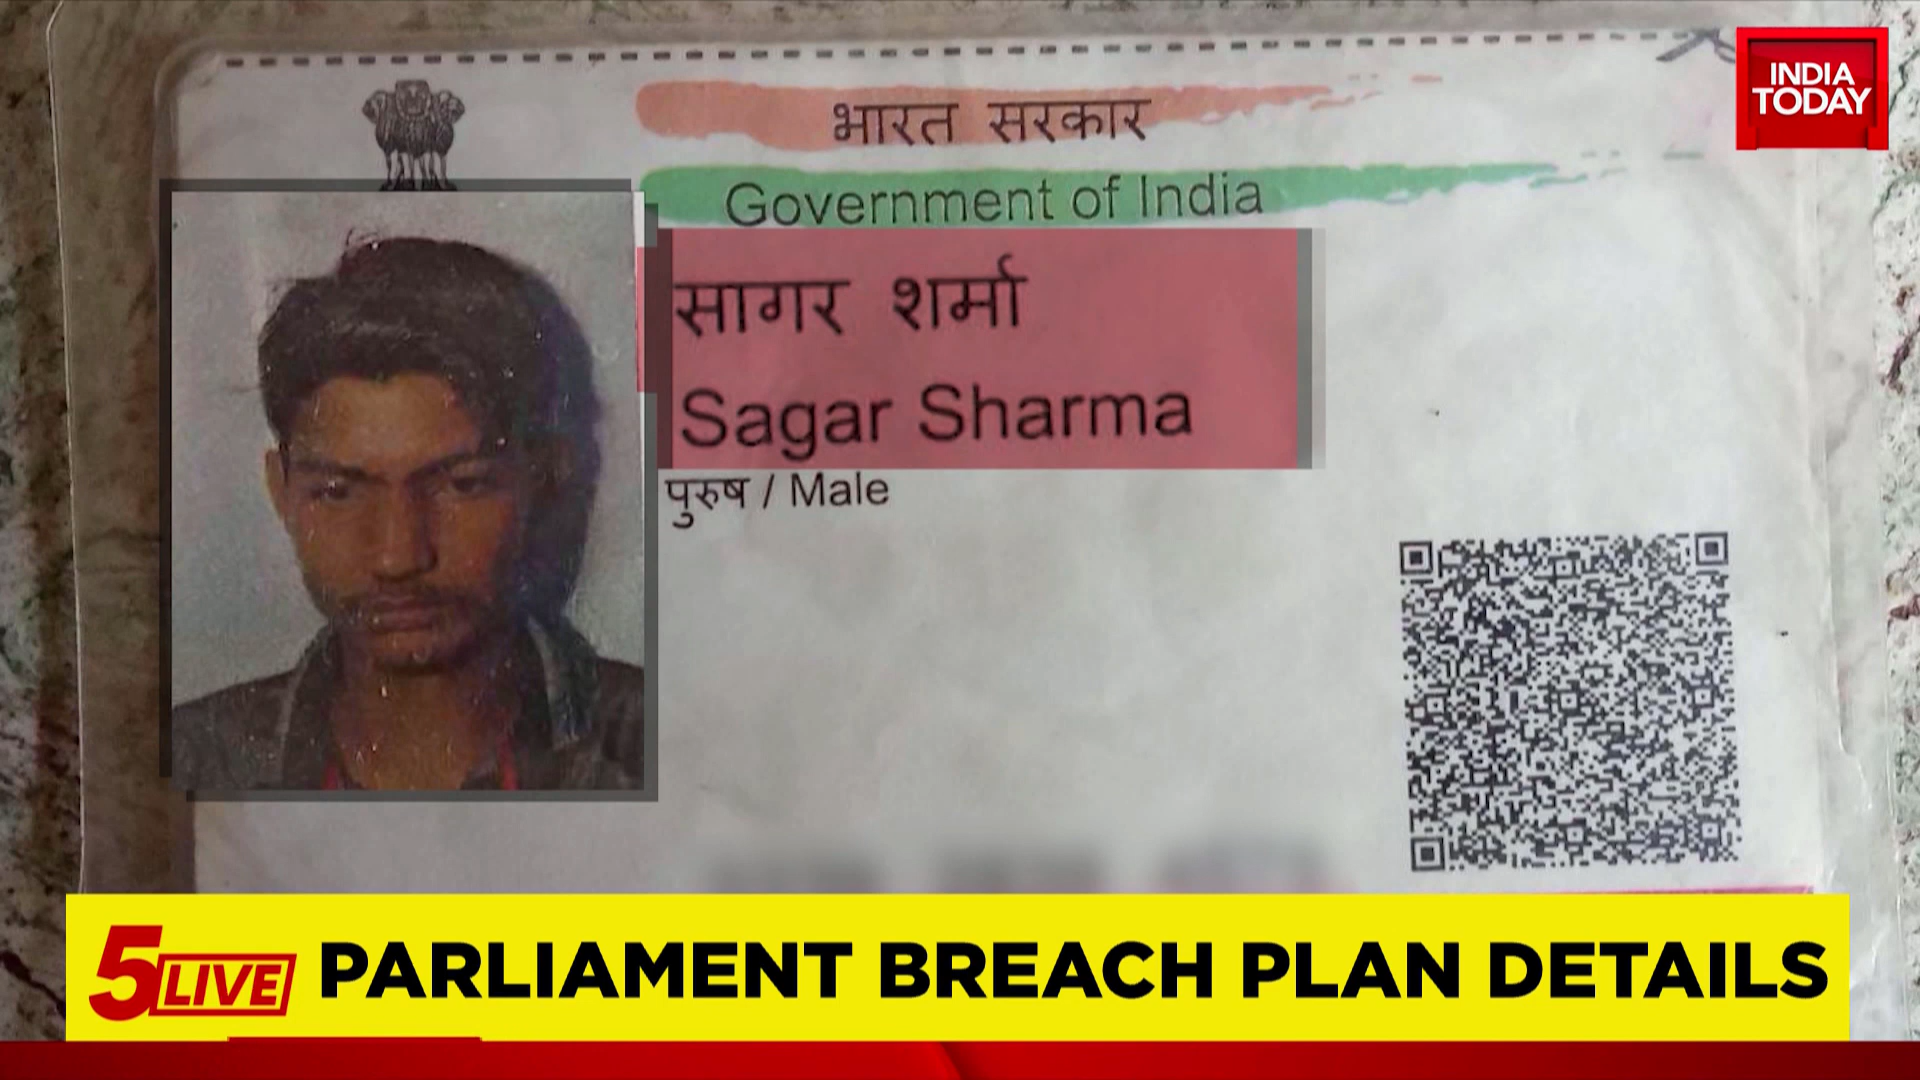 भारत सरकार
Government of India
INDIA
TODAY
सागर शर्मा
Sagar Sharma
पुरुष / Male
5 LIVE
PARLIAMENT BREACH PLAN DETAILS